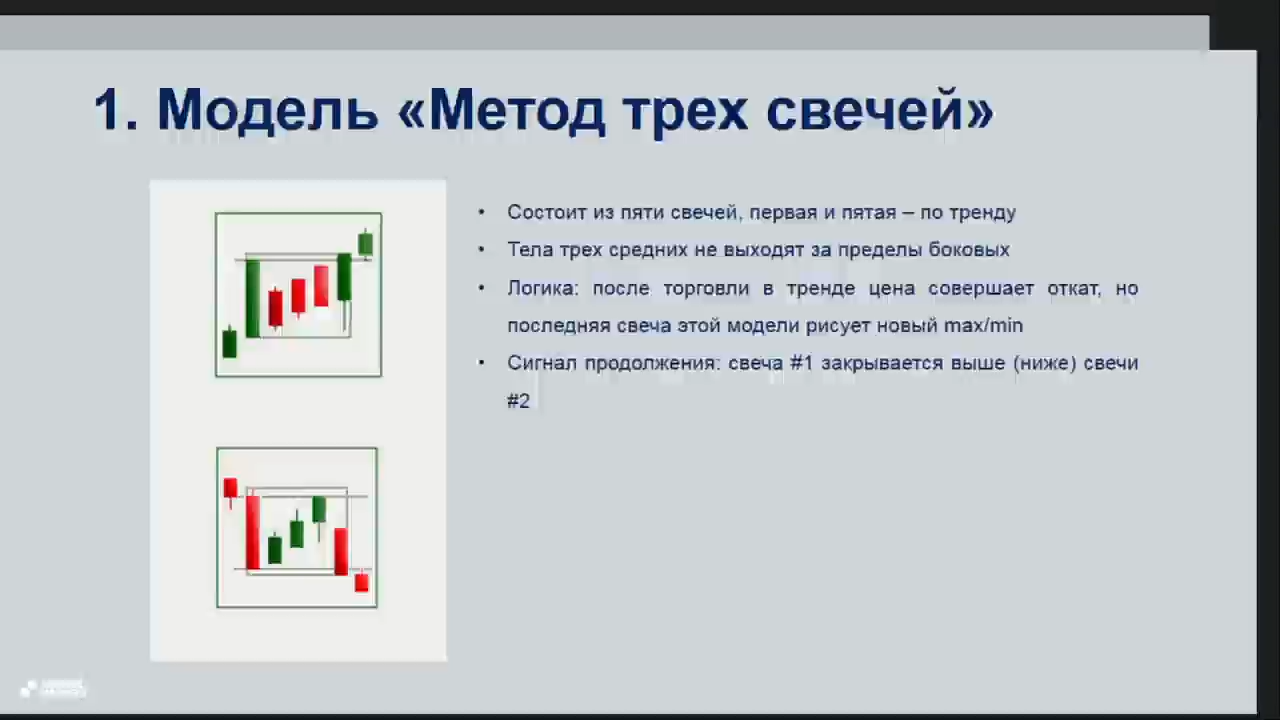 1. Модель «Метод трех свечей»
• Состоит из пяти свечей, первая и пятая – по тренду
• Тела трех средних не выходят за пределы боковых
• Логика: после торговли в тренде цена совершает откат, но
последняя свеча этой модели рисует новый max/min
• Сигнал продолжения: свеча #1 закрывается выше (ниже) свечи
#2